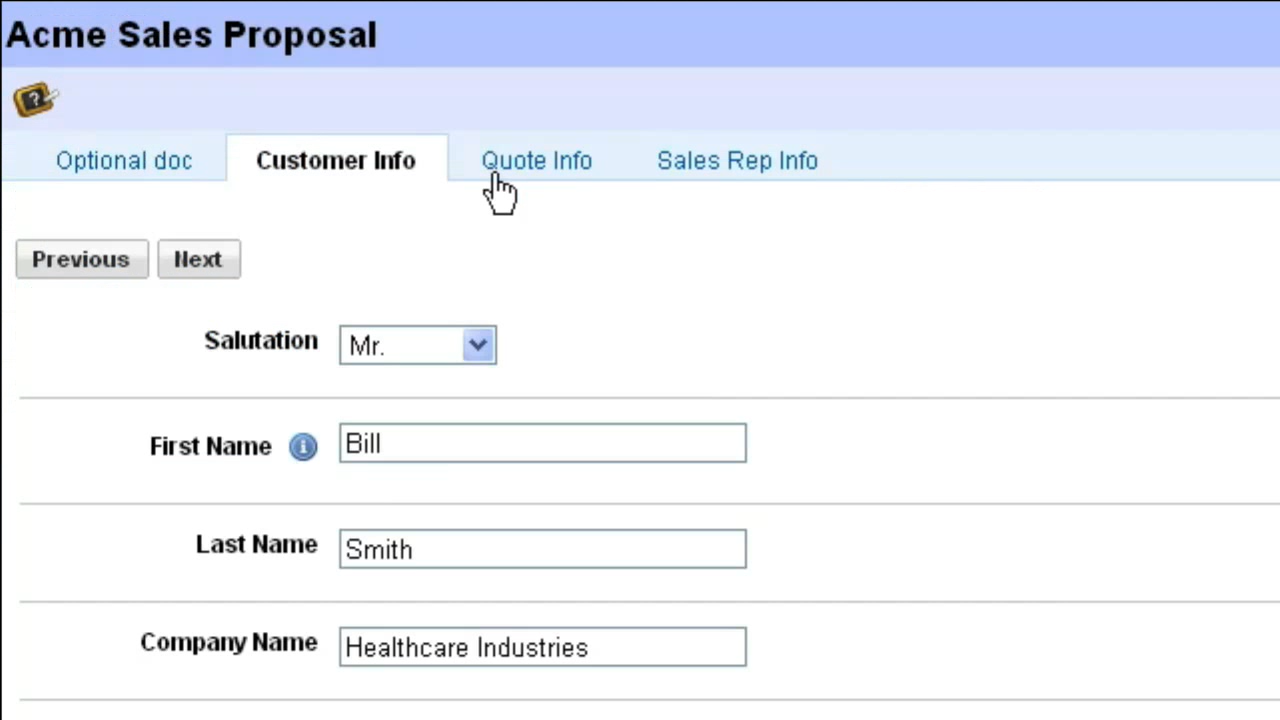 Acme Sales Proposal
Optional doc Customer Info Quote Info Sales Rep Info
Previous Next
Salutation Mr.
First Name Bill
Last Name Smith
Company Name Healthcare Industries